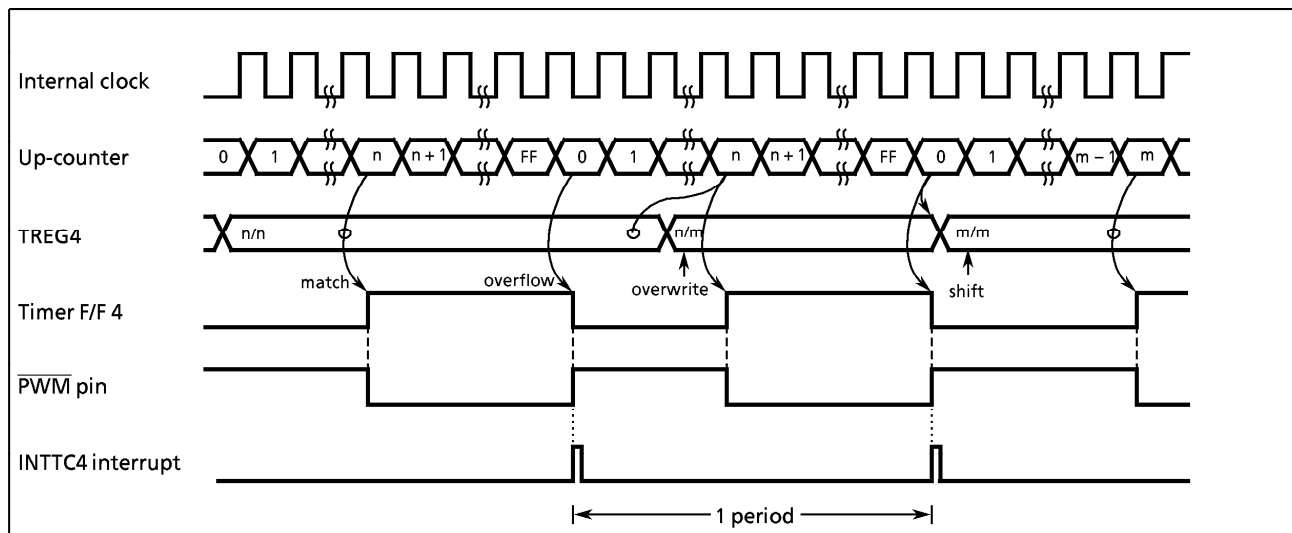 Internal clock
Up-counter
0 1 n n + 1 FF 0 1 n n + 1 FF 0 1 m – 1 m
TREG4
n/n n/m m/m
match overflow overwrite shift
Timer F/F 4
PWM pin
INTTC4 interrupt
1 period